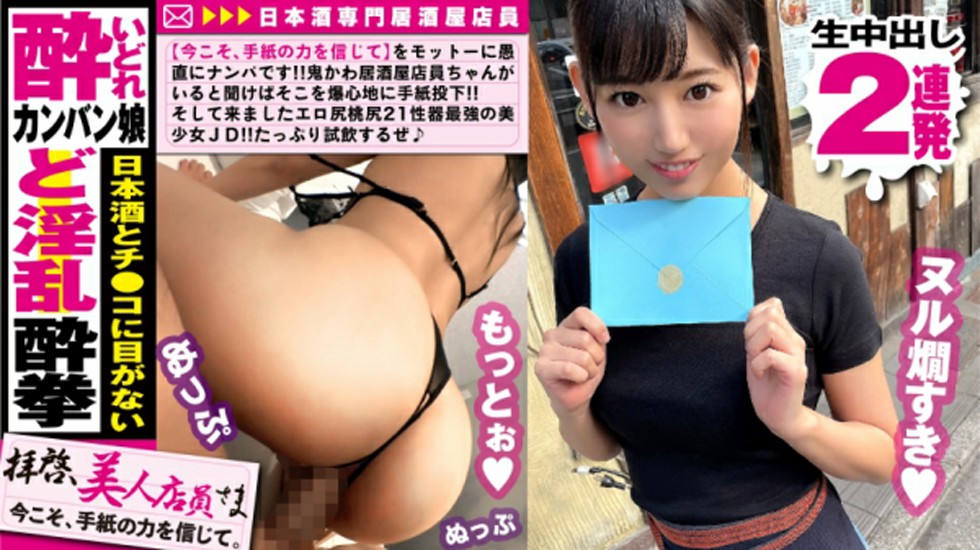 いどれ
酔
カンバン娘
ど淫乱
酔拳
日本酒とチ●コに目がない
拝啓、美人店員さま
今こそ、手紙の力を信じて。
▶▶▶日本酒専門居酒屋店員
【今こそ、手紙の力を信じて】をモットーに愚
直にナンパです!!鬼かわ居酒屋店員ちゃんが
いると聞けばそこを爆心地に手紙投下!!
そして来ましたエロ尻桃尻21性器最強の美
少女JD!!たっぷり試飲するぜ♪
ぬっぷ
もっとぉ♥
ぬっぷ
生中出し
2連発
ヌル燗すき♥